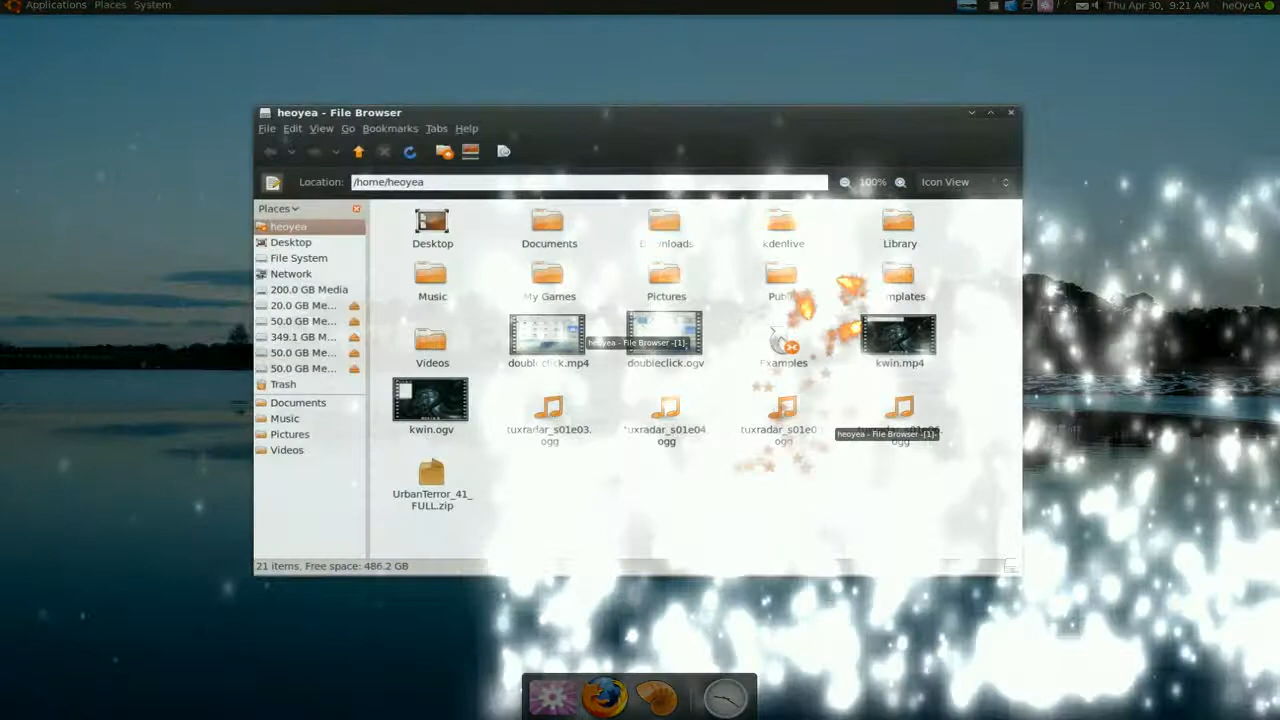 Applications Places System
Thu Apr 30, 9:21 AM heOyeA
heoyea - File Browser
File Edit View Go Bookmarks Tabs Help
Location: /home/heoyea 100% Icon View
Places
heoyea
Desktop
File System
Network
200.0 GB Media
20.0 GB Me...
50.0 GB Me...
349.1 GB M...
50.0 GB Me...
50.0 GB Me...
Trash
Documents
Music
Pictures
Videos
Desktop Documents Downloads kdenlive Library
Music My Games Pictures
Videos double click.mp4 doubleclick.ogv Examples kwin.mp4
heoyea - File Browser -[1]-
kwin.ogv tuxradar_s01e03. tuxradar_s01e04.
ogg ogg ogg ogg
heoyea - File Browser -[1]-
UrbanTerror_41_
FULL.zip
21 items, Free space: 486.2 GB